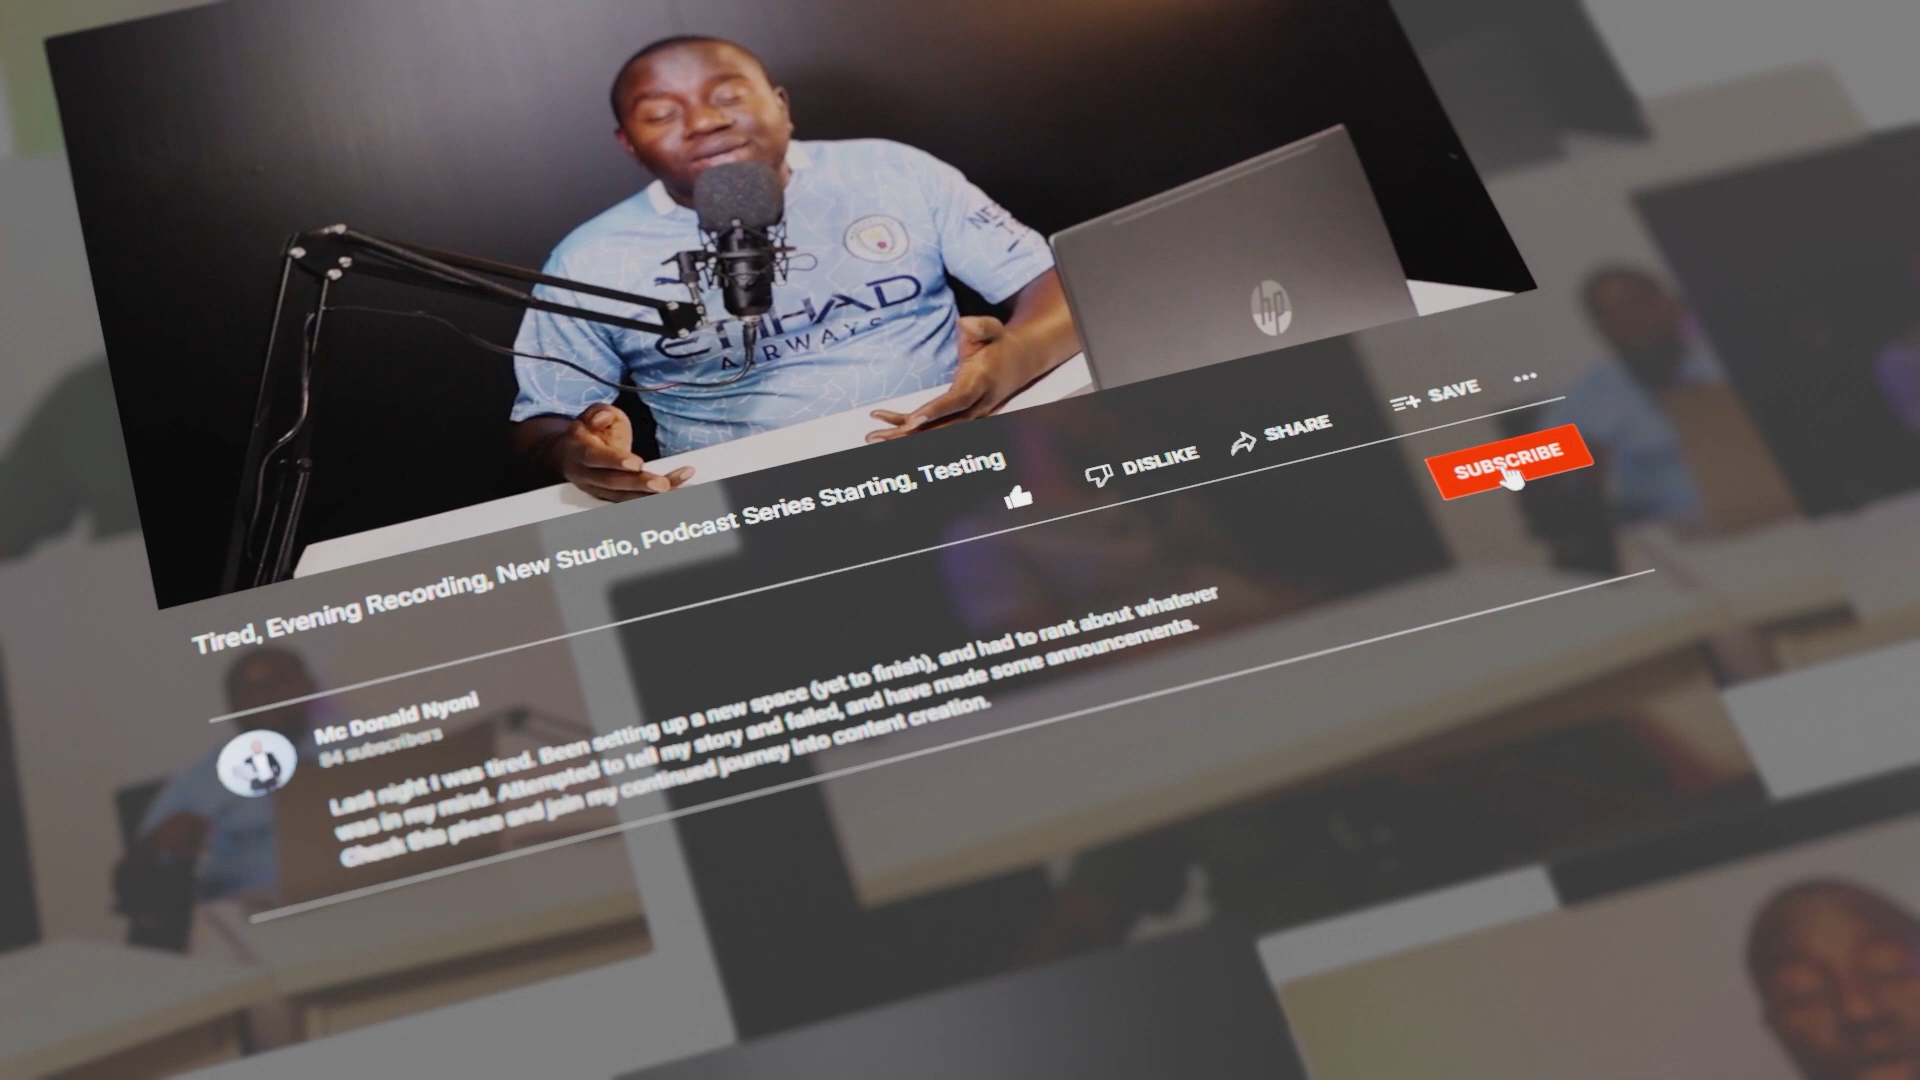 NE
ETIHAD
AIRWAYS
hp
Tired, Evening Recording, New Studio, Podcast Series Starting, Testing
DISLIKE
SHARE
SAVE
SUBSCRIBE
Mc Donald Nyoni
84 subscribers
Last night I was tired. Been setting up a new space (yet to finish), and had to rant about whatever
was in my mind. Attempted to tell my story and failed, and have made some announcements.
Check this piece and join my continued journey into content creation.